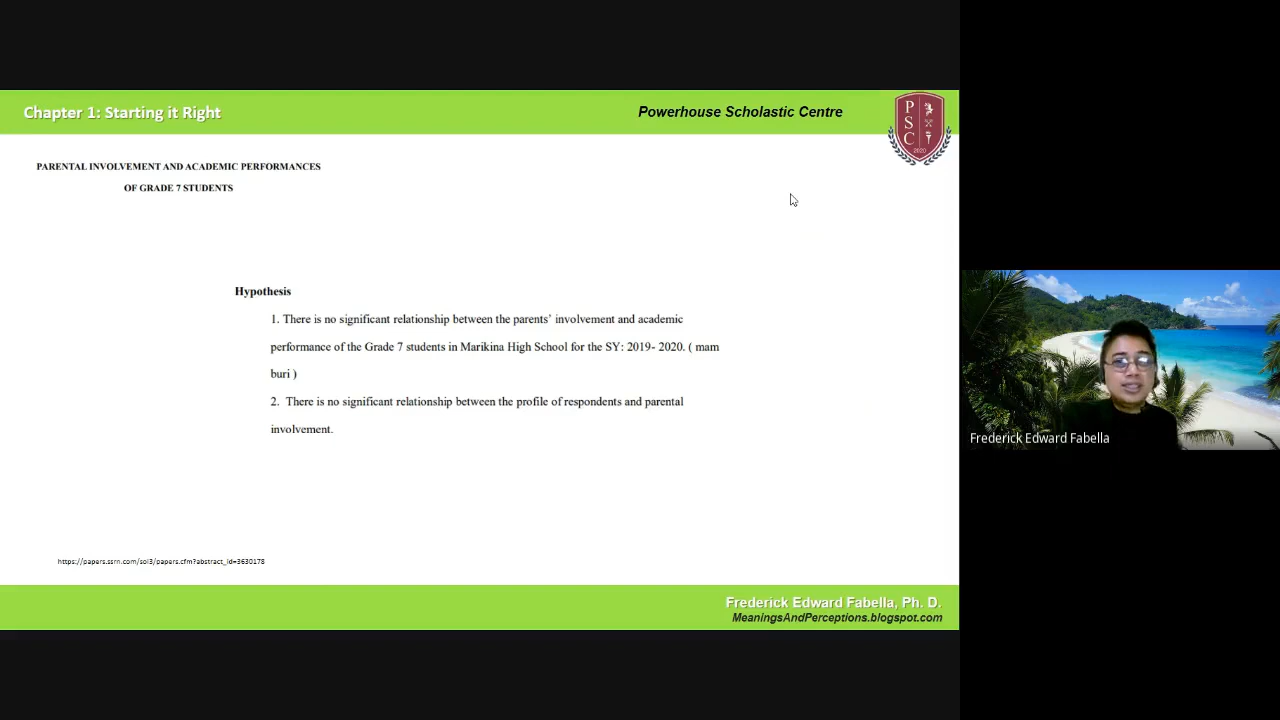 Chapter 1: Starting it Right
Powerhouse Scholastic Centre
P
S
C
2020
PARENTAL INVOLVEMENT AND ACADEMIC PERFORMANCES
OF GRADE 7 STUDENTS
Hypothesis
1. There is no significant relationship between the parents’ involvement and academic
performance of the Grade 7 students in Marikina High School for the SY: 2019- 2020. ( mam
buri )
2. There is no significant relationship between the profile of respondents and parental
involvement.
https://papers.ssrn.com/sol3/papers.cfm?abstract_id=3630178
Frederick Edward Fabella, Ph. D.
MeaningsAndPerceptions.blogspot.com
Frederick Edward Fabella